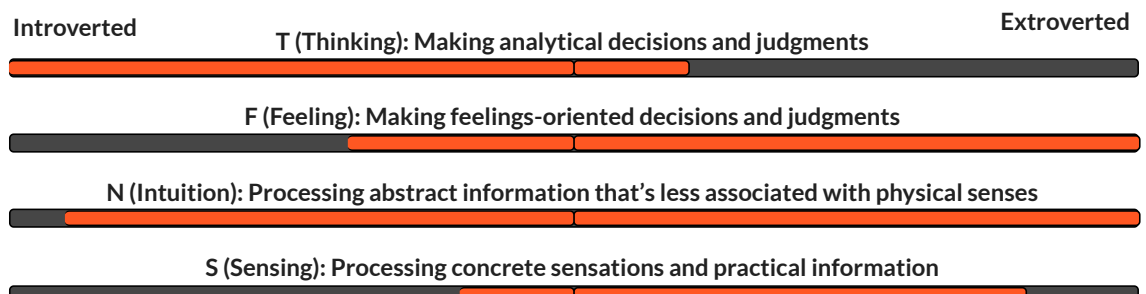 Introverted
Extroverted
T (Thinking): Making analytical decisions and judgments
F (Feeling): Making feelings-oriented decisions and judgments
N (Intuition): Processing abstract information that’s less associated with physical senses
S (Sensing): Processing concrete sensations and practical information